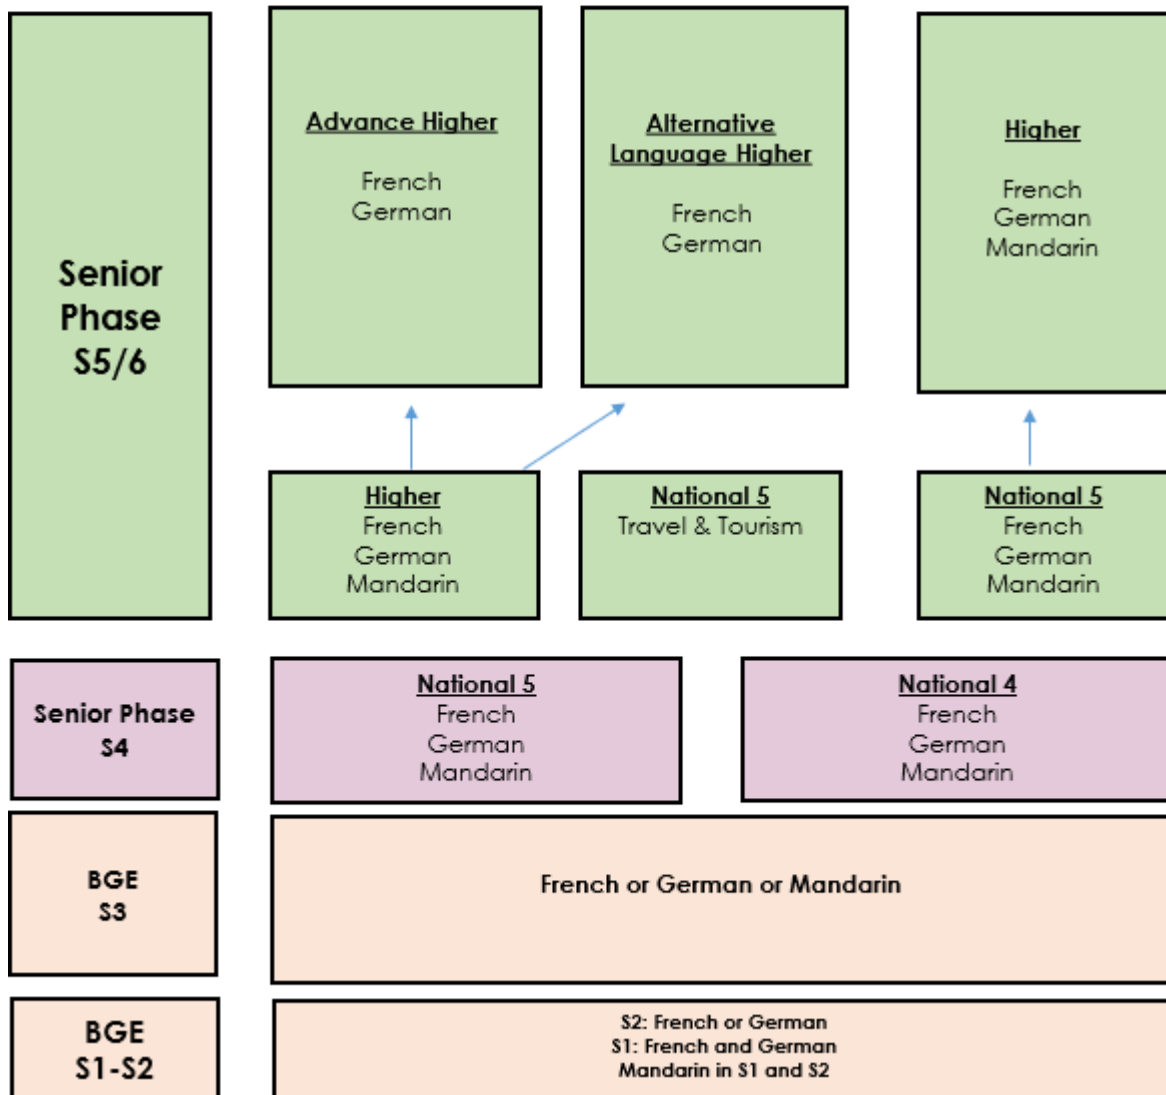 Senior
Phase
S5/6
Advance Higher
French
German
Alternative
Language Higher
French
German
Higher
French
German
Mandarin
Higher
French
German
Mandarin
National 5
Travel & Tourism
National 5
French
German
Mandarin
Senior Phase
S4
National 5
French
German
Mandarin
National 4
French
German
Mandarin
BGE
S3
French or German or Mandarin
BGE
S1-S2
S2: French or German
S1: French and German
Mandarin in S1 and S2